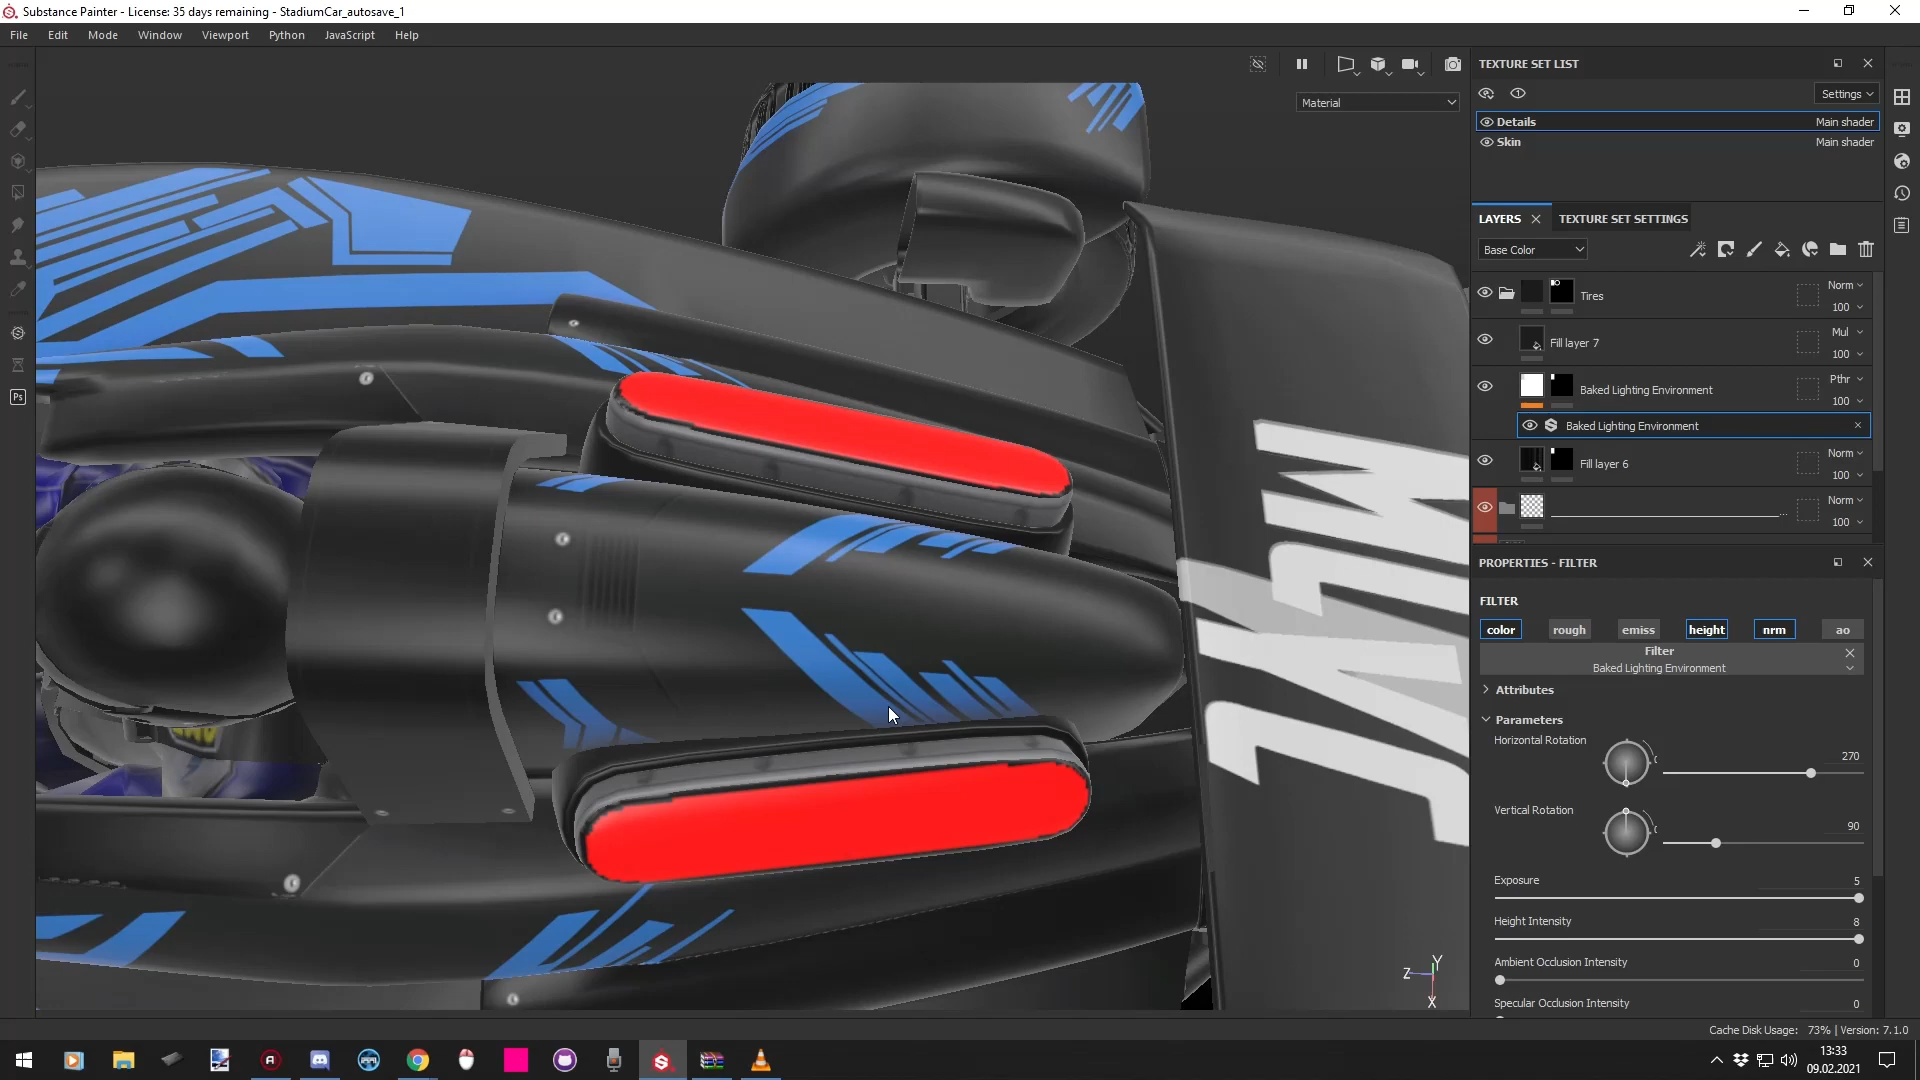 Substance Painter - License: 35 days remaining - StadiumCar_autosave_1
File Edit Mode Window Viewport Python JavaScript Help
Material
TEXTURE SET LIST
Settings
Details Main shader
Skin Main shader
LAYERS TEXTURE SET SETTINGS
Base Color
Tires Norm
100
Fill layer 7 Mul
100
Baked Lighting Environment Pthr
100
Baked Lighting Environment
Fill layer 6 Norm
100
Norm
100
PROPERTIES - FILTER
FILTER
color rough emiss height nrm ao
Filter
Baked Lighting Environment
Attributes
Parameters
Horizontal Rotation
270
Vertical Rotation
90
Exposure 5
Height Intensity 8
Ambient Occlusion Intensity 0
Specular Occlusion Intensity 0
Y
Z
X
Ps
Cache Disk Usage: 73% | Version: 7.1.0
13:33
09.02.2021